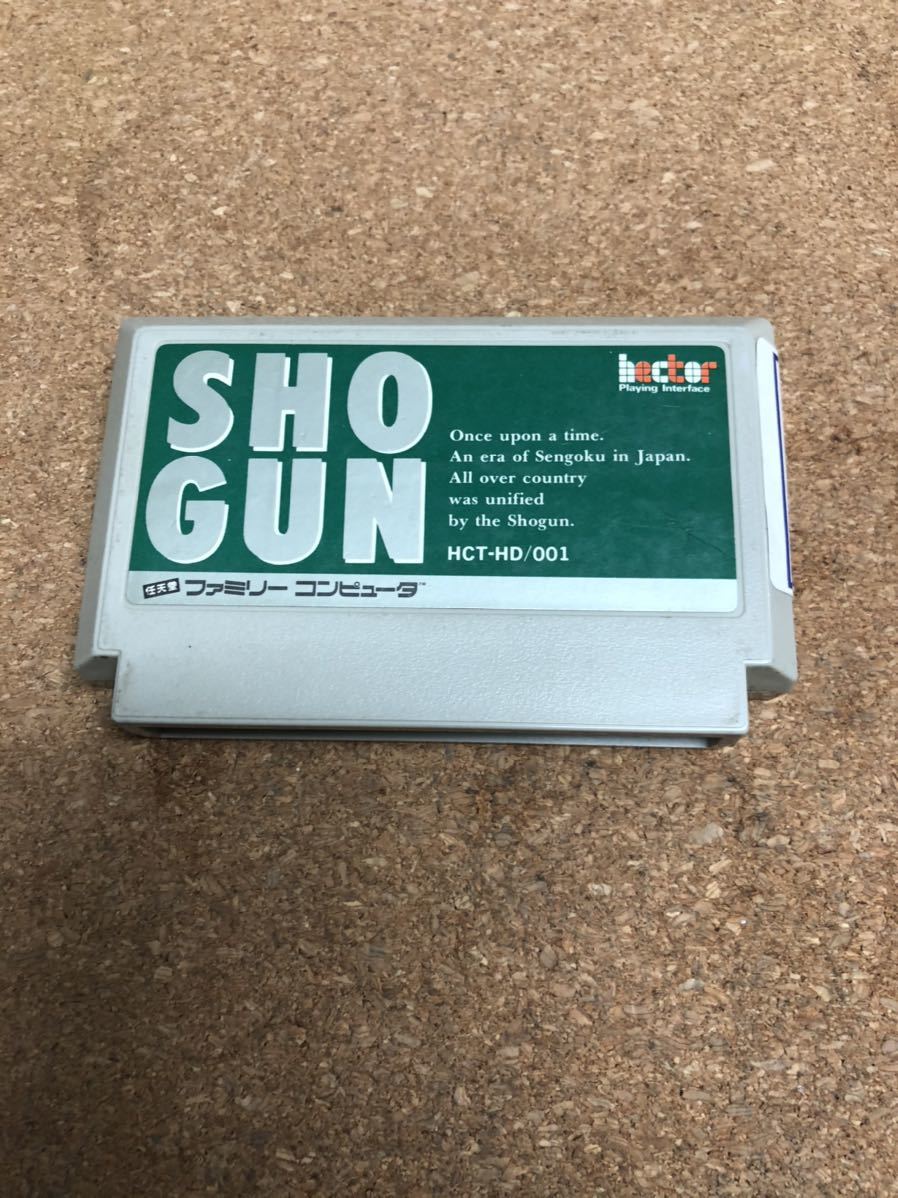 SHO
GUN
hector
Playing Interface
Once upon a time.
An era of Sengoku in Japan.
All over country
was unified
by the Shogun.
HCT-HD/001
任天堂 ファミリー コンピュータ™